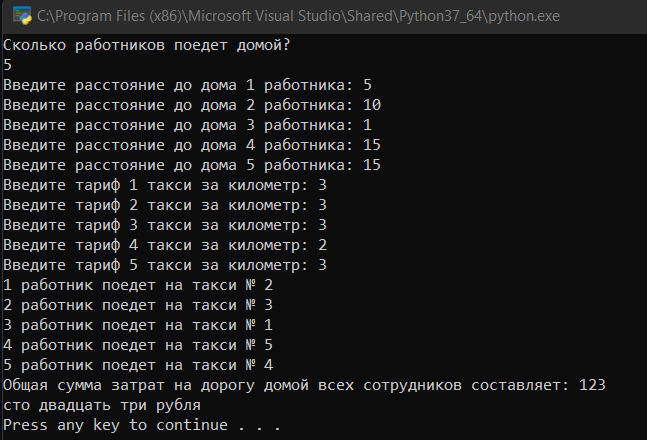 C:\Program Files (x86)\Microsoft Visual Studio\Shared\Python37_64\python.exe
Сколько работников поедет домой?
5
Введите расстояние до дома 1 работника: 5
Введите расстояние до дома 2 работника: 10
Введите расстояние до дома 3 работника: 1
Введите расстояние до дома 4 работника: 15
Введите расстояние до дома 5 работника: 15
Введите тариф 1 такси за километр: 3
Введите тариф 2 такси за километр: 3
Введите тариф 3 такси за километр: 3
Введите тариф 4 такси за километр: 2
Введите тариф 5 такси за километр: 3
1 работник поедет на такси № 2
2 работник поедет на такси № 3
3 работник поедет на такси № 1
4 работник поедет на такси № 5
5 работник поедет на такси № 4
Общая сумма затрат на дорогу домой всех сотрудников составляет: 123
сто двадцать три рубля
Press any key to continue . . .